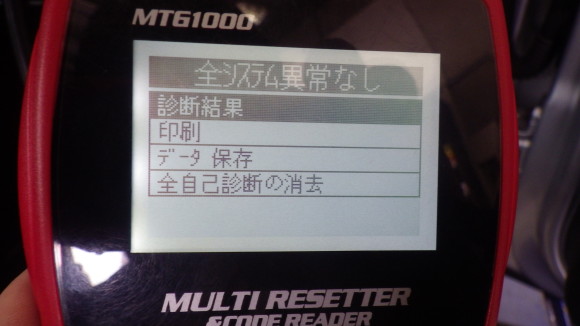 MTG1000
全システム異常なし
診断結果
印刷
データ 保存
全自己診断の消去
MULTI RESETTER
&CODE READER